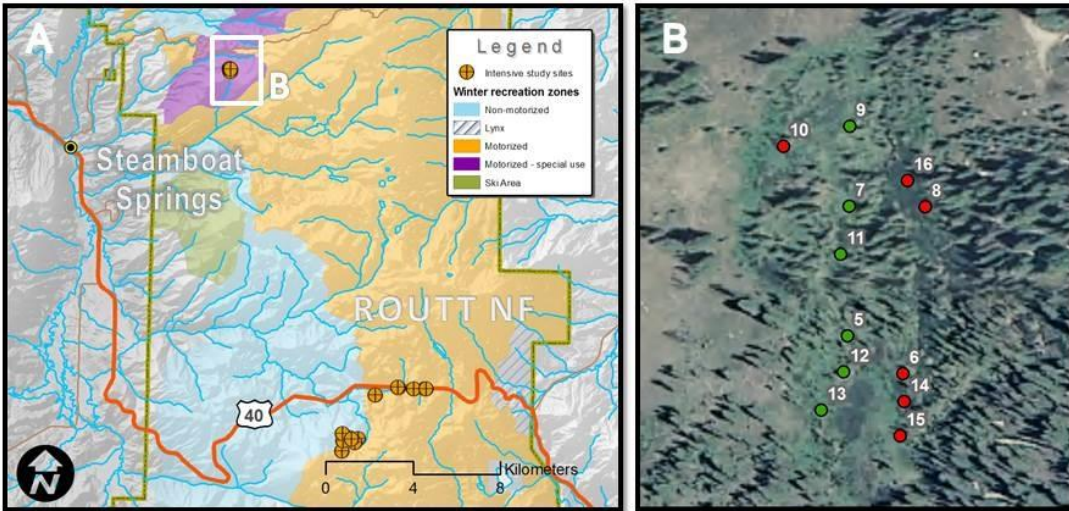 A
B
Legend
Intensive study sites
Winter recreation zones
Non-motorized
Lynx
Motorized
Motorized - special use
Ski Area
Steamboat
Springs
ROUTT NF
40
N
Kilometers
0 4 8
B
9
10
16
7
8
11
5
12
6
13
14
15